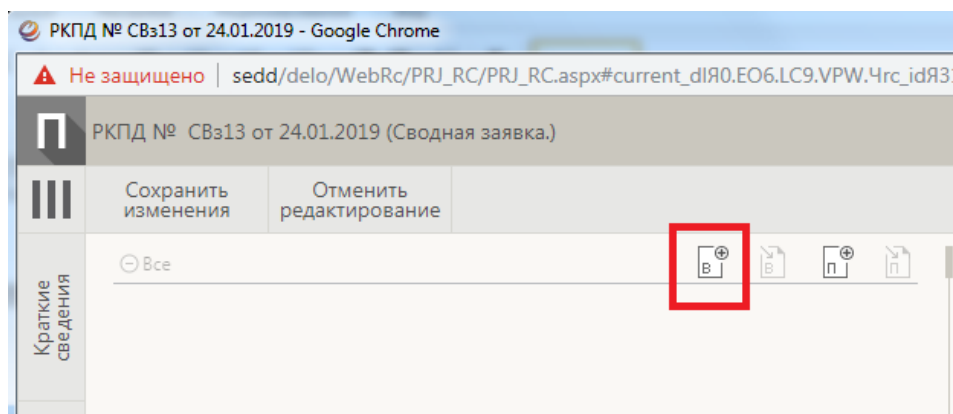 РКПД № СВз13 от 24.01.2019 - Google Chrome
Не защищено | sedd/delo/WebRc/PRJ_RC/PRJ_RC.aspx#current_dlЯ0.EO6.LC9.VPW.Чrc_idЯ3
П РКПД № СВз13 от 24.01.2019 (Сводная заявка.)
Сохранить изменения
Отменить редактирование
Все
В В П П
Краткие
сведения